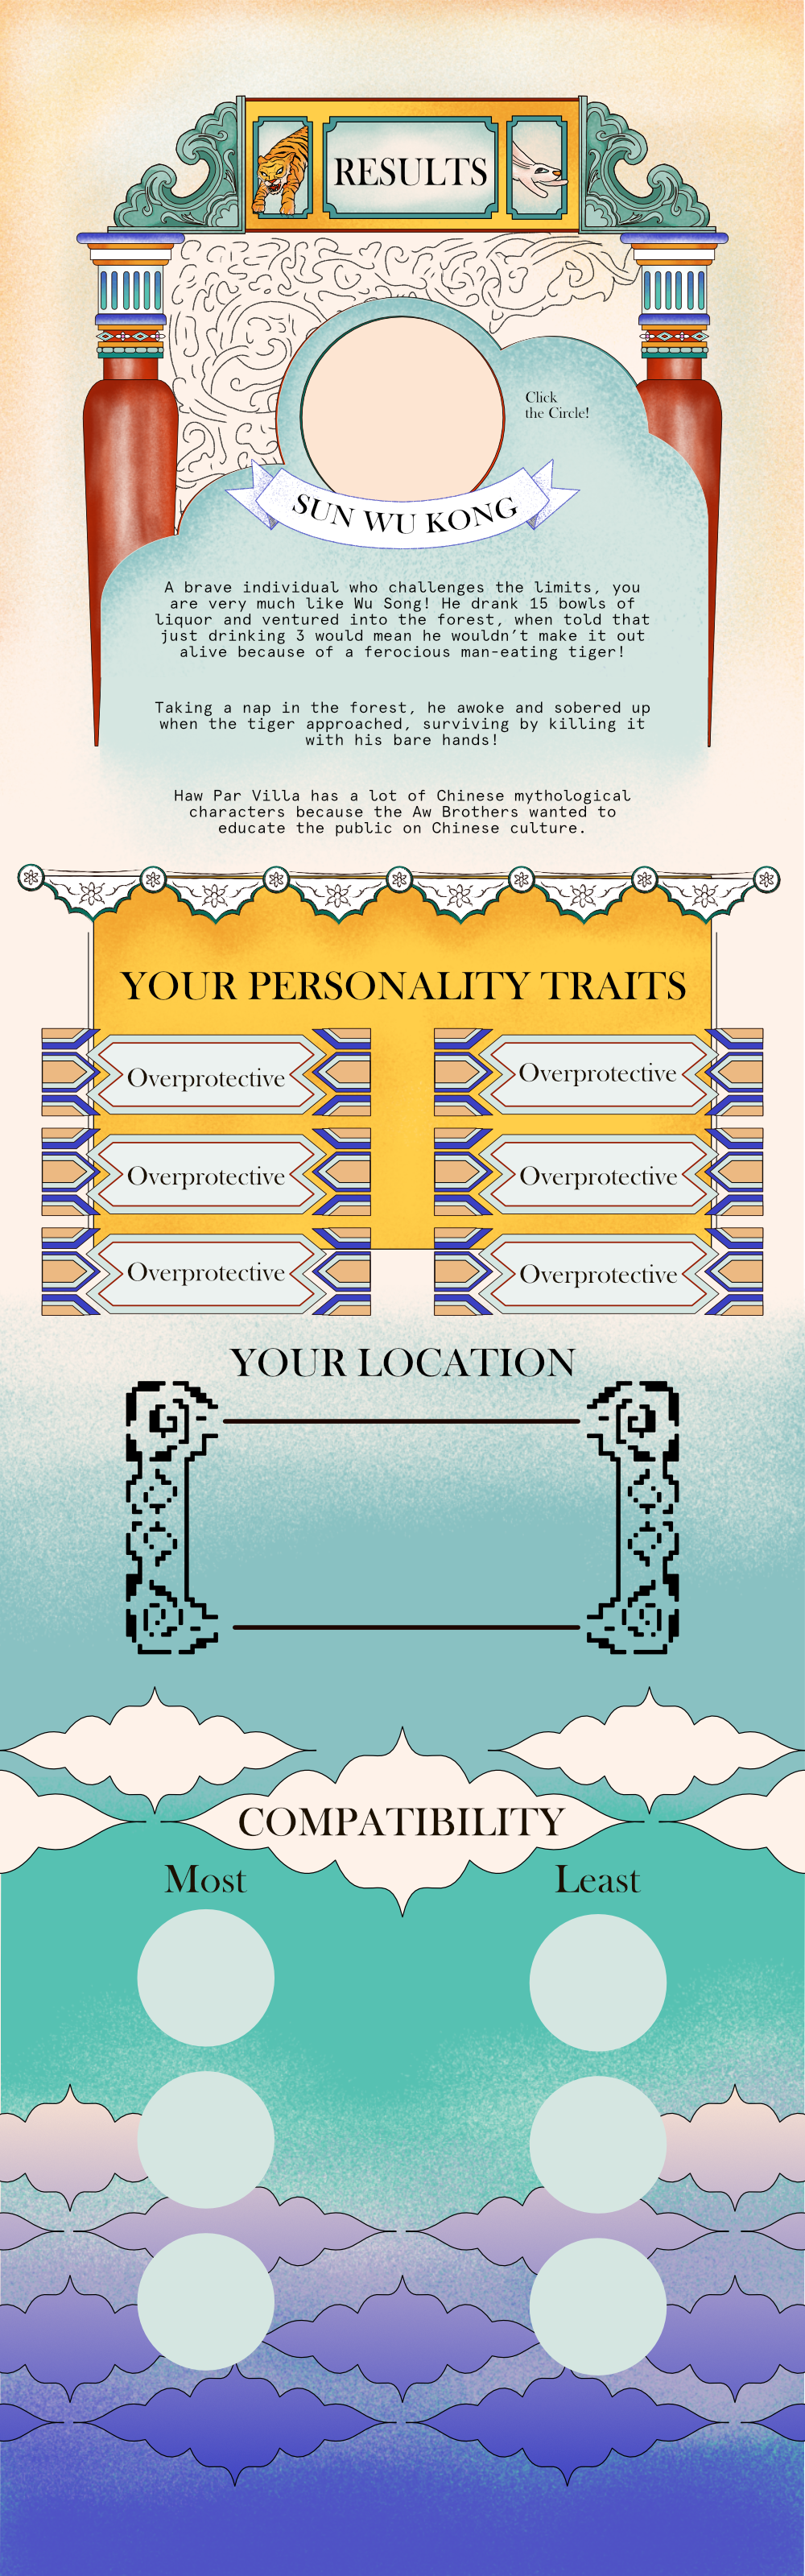 RESULTS
Click
the Circle!
SUN WU KONG
A brave individual who challenges the limits, you
are very much like Wu Song! He drank 15 bowls of
liquor and ventured into the forest, when told that
just drinking 3 would mean he wouldn’t make it out
alive because of a ferocious man-eating tiger!
Taking a nap in the forest, he awoke and sobered up
when the tiger approached, surviving by killing it
with his bare hands!
Haw Par Villa has a lot of Chinese mythological
characters because the Aw Brothers wanted to
educate the public on Chinese culture.
YOUR PERSONALITY TRAITS
Overprotective
Overprotective
Overprotective
Overprotective
Overprotective
Overprotective
YOUR LOCATION
COMPATIBILITY
Most
Least